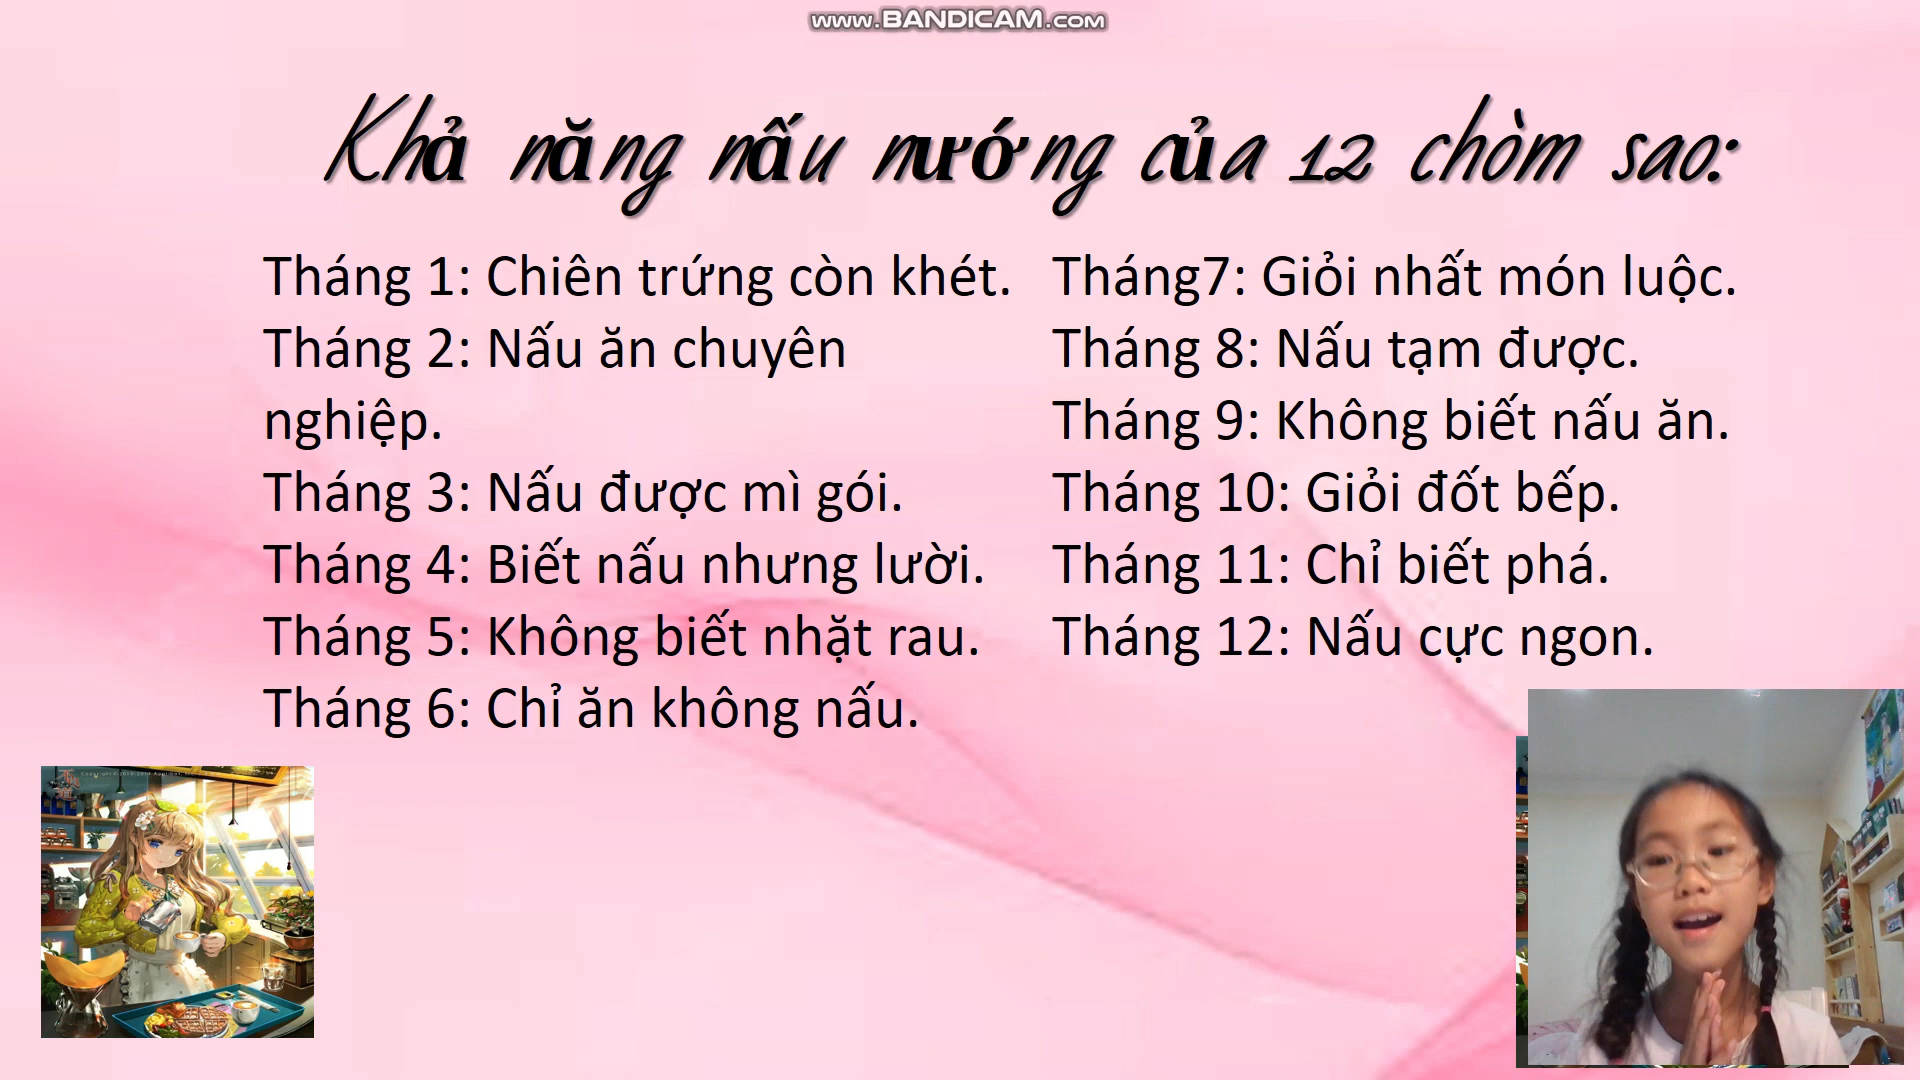 www.BANDICAM.com
Khả năng nấu nướng của 12 chòm sao:
Tháng 1: Chiên trứng còn khét.
Tháng 2: Nấu ăn chuyên
nghiệp.
Tháng 3: Nấu được mì gói.
Tháng 4: Biết nấu nhưng lười.
Tháng 5: Không biết nhặt rau.
Tháng 6: Chỉ ăn không nấu.
Tháng7: Giỏi nhất món luộc.
Tháng 8: Nấu tạm được.
Tháng 9: Không biết nấu ăn.
Tháng 10: Giỏi đốt bếp.
Tháng 11: Chỉ biết phá.
Tháng 12: Nấu cực ngon.